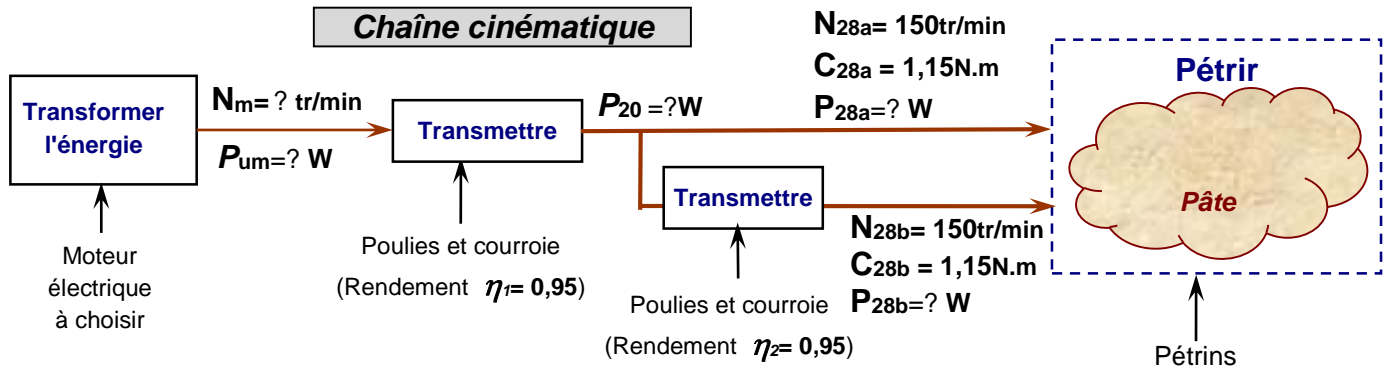 Chaîne cinématique
Transformer
l'énergie
Nm= ? tr/min
Pum=? W
Transmettre
P20 =?W
N28a= 150tr/min
C28a = 1,15N.m
P28a=? W
Pétrir
Pâte
Transmettre
N28b= 150tr/min
C28b = 1,15N.m
P28b=? W
Moteur
électrique
à choisir
Poulies et courroie
(Rendement η1= 0,95)
Poulies et courroie
(Rendement η2= 0,95)
Pétrins